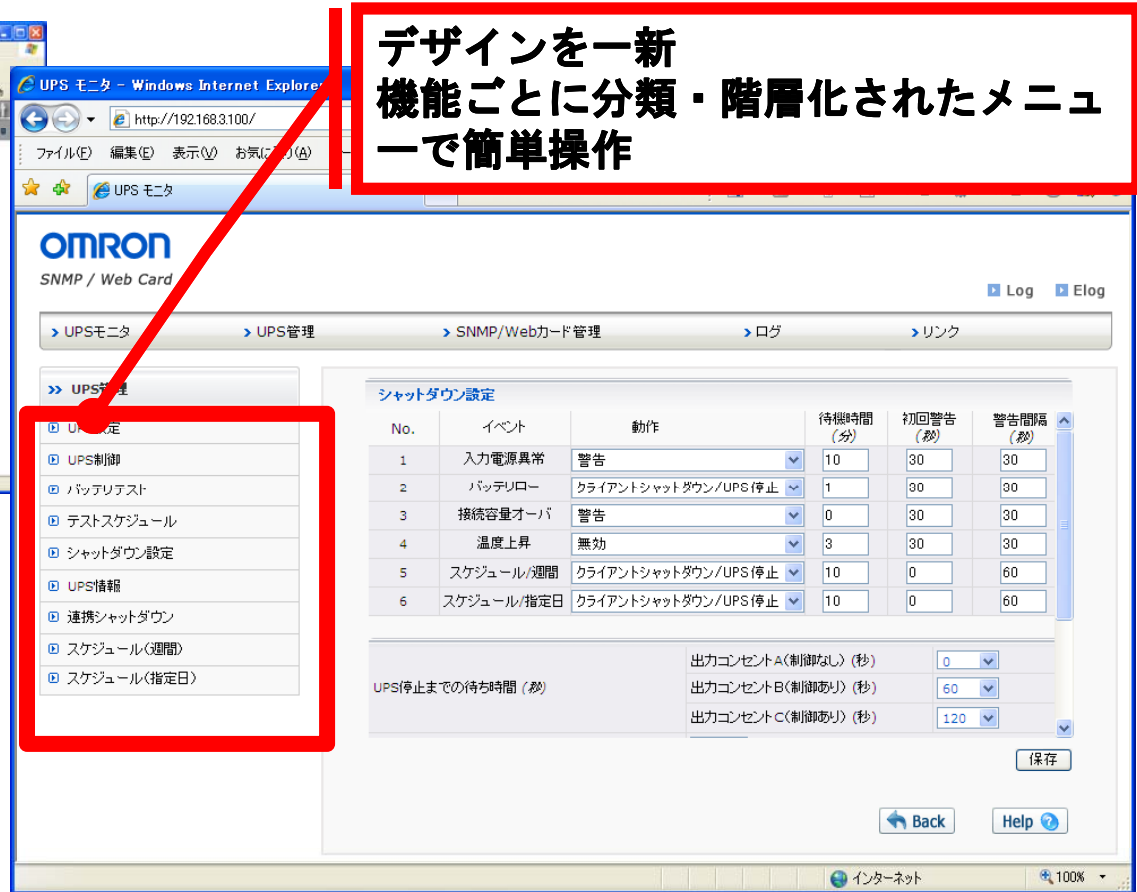 デザインを一新
機能ごとに分類・階層化されたメニュ
ーで簡単操作
UPS モニタ - Windows Internet Explorer
http://192.168.3.100/
ファイル(F) 編集(E) 表示(V) お気に入り(A)
UPS モニタ
OMRON
SNMP / Web Card
Log Elog
UPSモニタ UPS管理 SNMP/Webカード管理 ログ リンク
UPS管理
UPS設定
UPS制御
バッテリテスト
テストスケジュール
シャットダウン設定
UPS情報
連携シャットダウン
スケジュール(週間)
スケジュール(指定日)
シャットダウン設定
No. イベント 動作 待機時間(分) 初回警告(秒) 警告間隔(秒)
1 入力電源異常 警告 10 30 30
2 バッテリロー クライアントシャットダウン/UPS停止 1 30 30
3 接続容量オーバ 警告 0 30 30
4 温度上昇 無効 3 30 30
5 スケジュール/週間 クライアントシャットダウン/UPS停止 10 0 60
6 スケジュール/指定日 クライアントシャットダウン/UPS停止 10 0 60
UPS停止までの待ち時間 (秒)
出力コンセントA(制御なし) (秒) 0
出力コンセントB(制御あり) (秒) 60
出力コンセントC(制御あり) (秒) 120
保存
Back Help
インターネット 100%